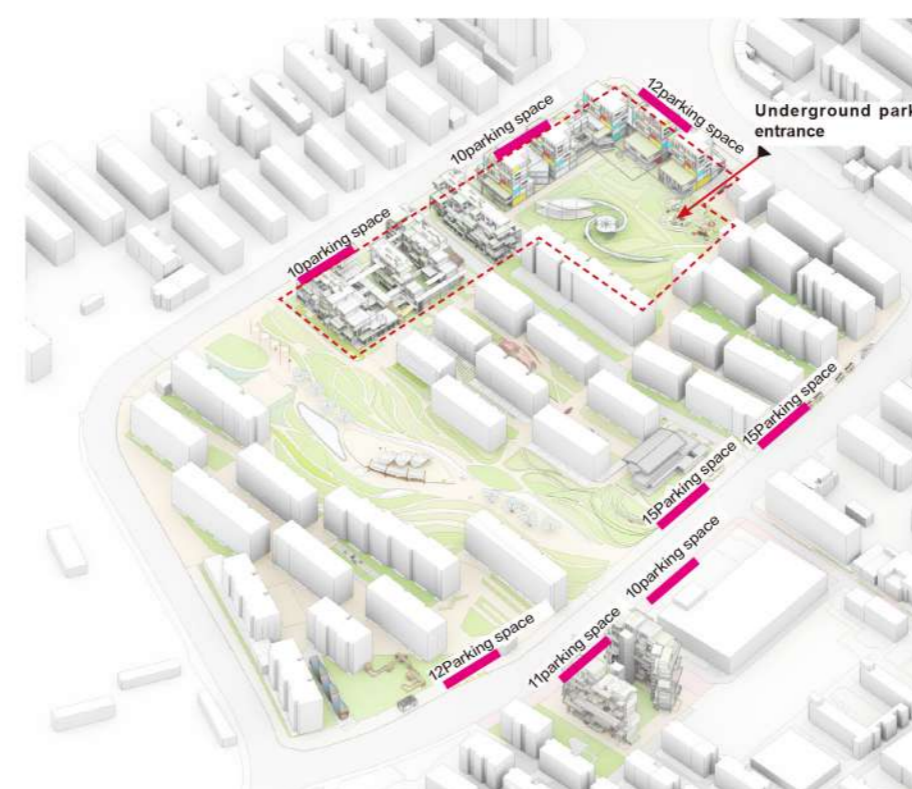 12parking space
Underground park
entrance
10parking space
10parking space
15Parking space
15Parking space
10parking space
11parking space
12Parking space